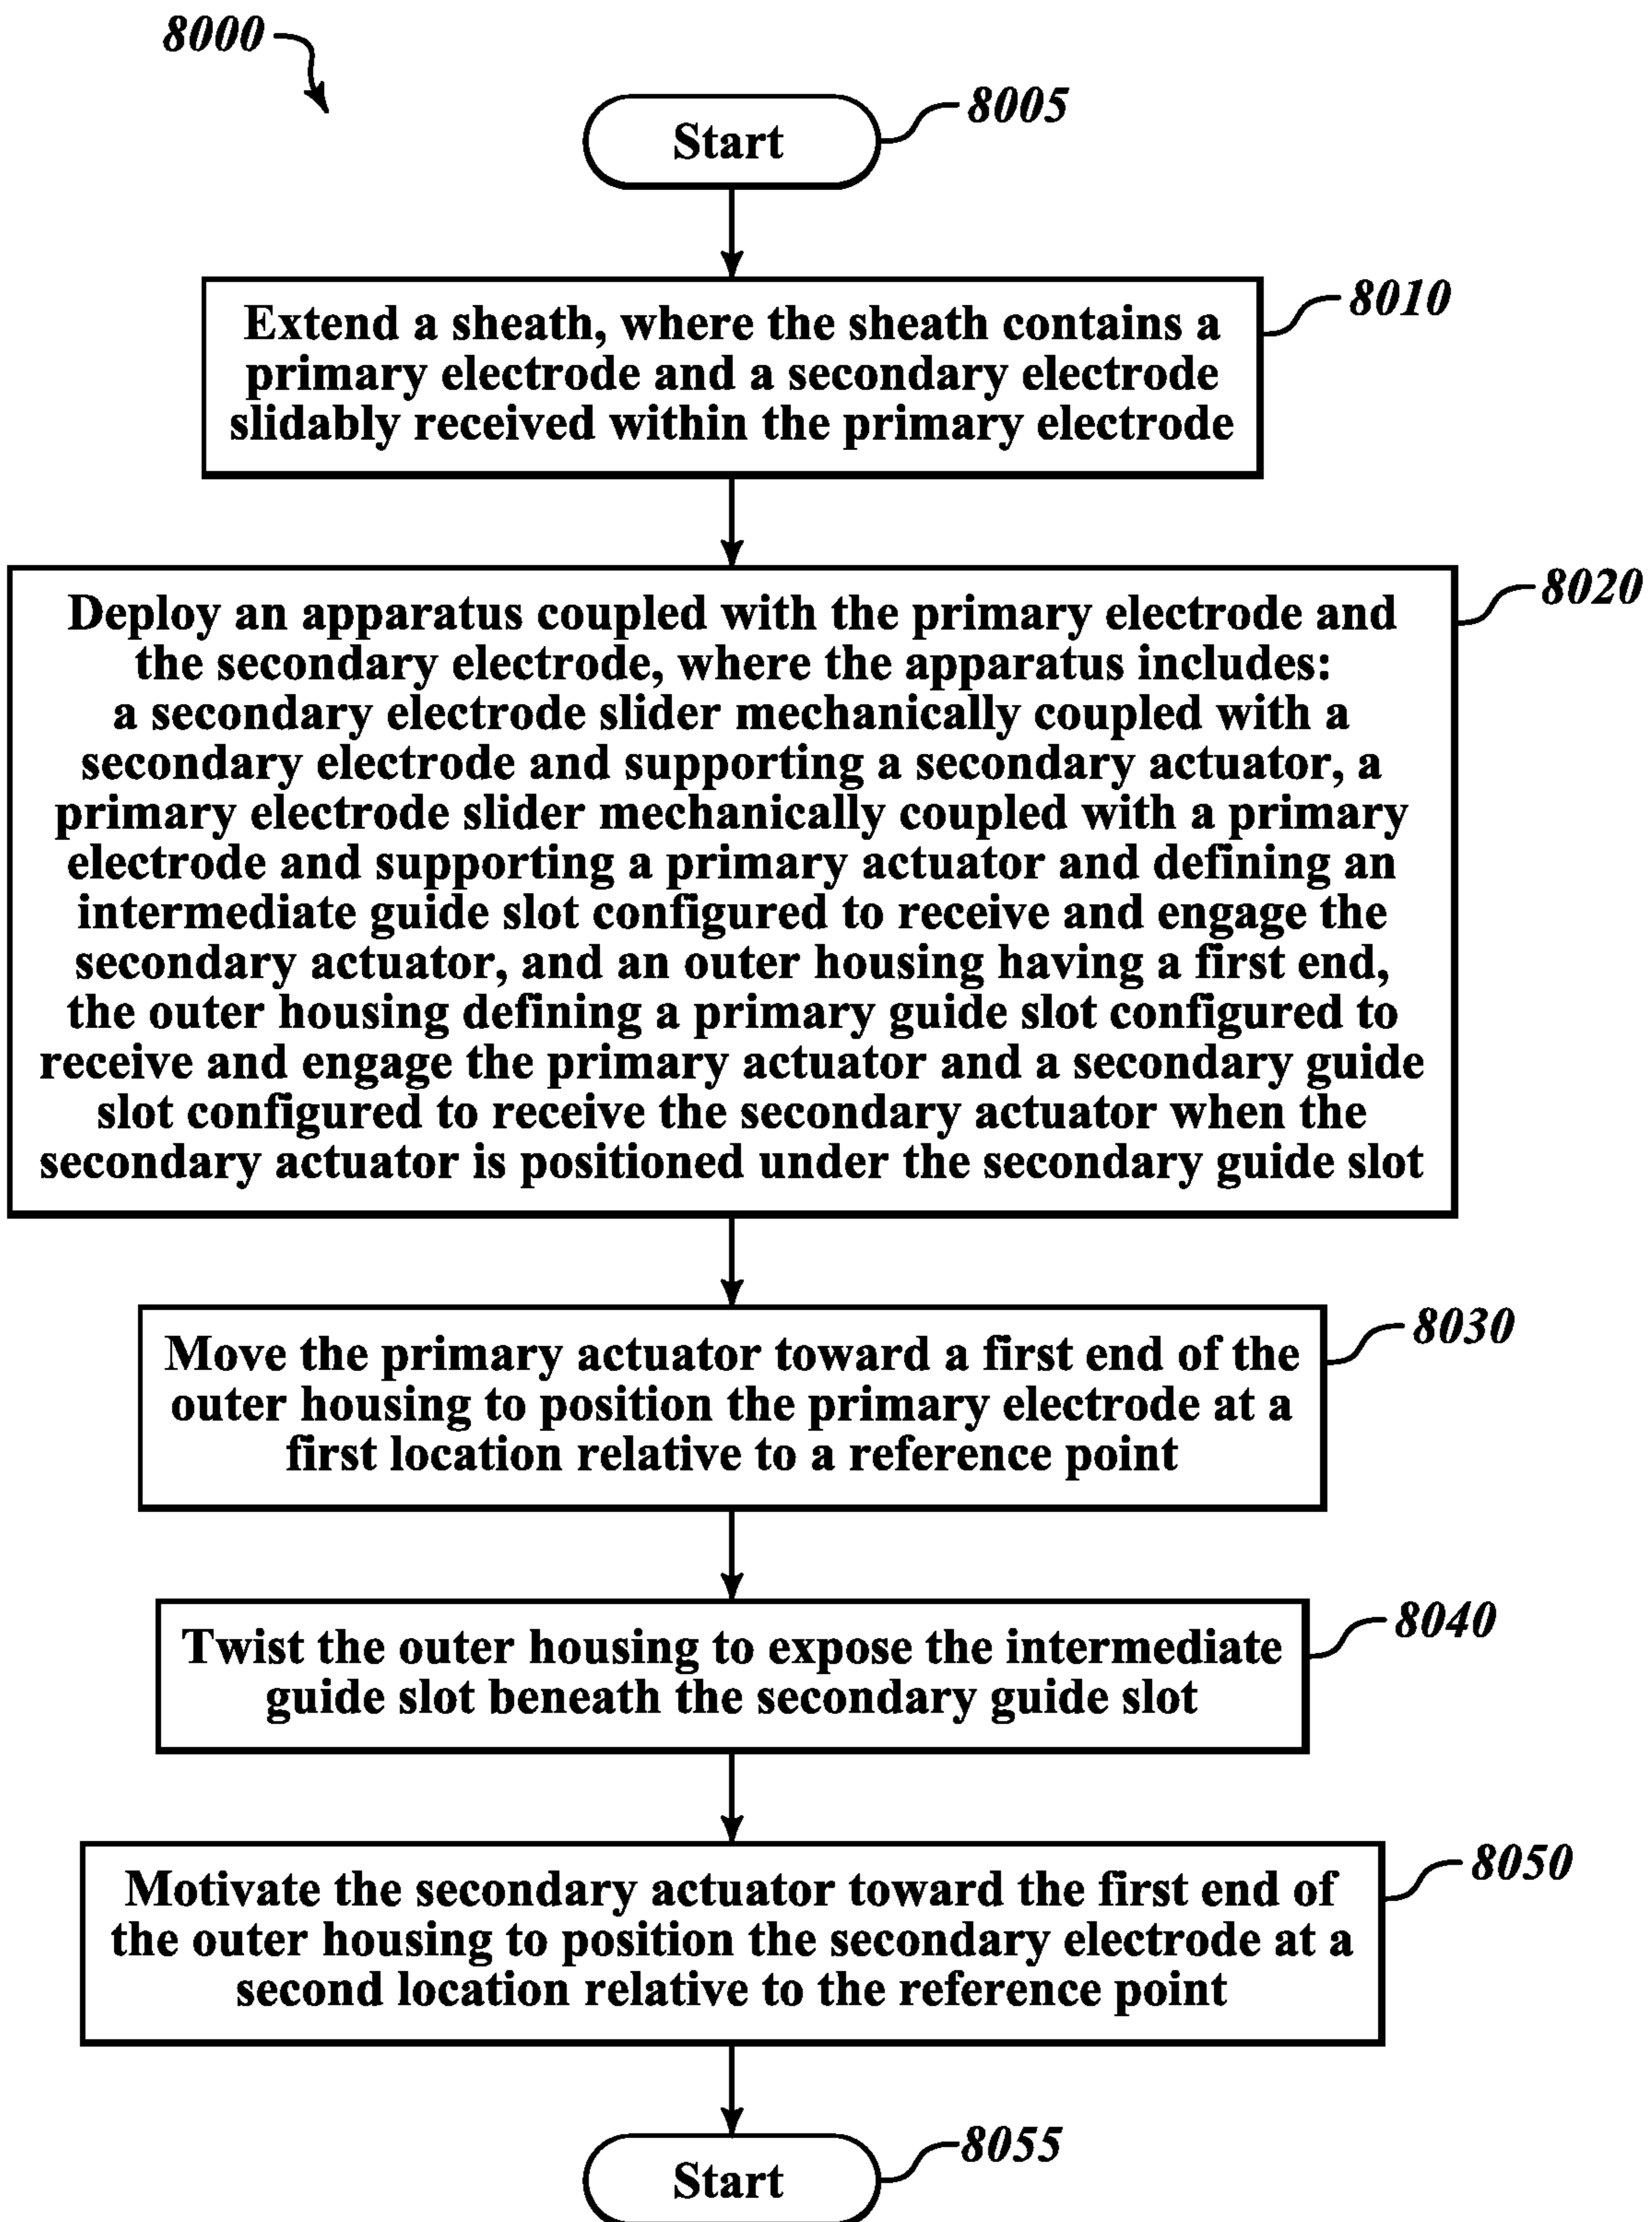 8000
Start
8005
Extend a sheath, where the sheath contains a
primary electrode and a secondary electrode
slidably received within the primary electrode
8010
Deploy an apparatus coupled with the primary electrode and
the secondary electrode, where the apparatus includes:
a secondary electrode slider mechanically coupled with a
secondary electrode and supporting a secondary actuator, a
primary electrode slider mechanically coupled with a primary
electrode and supporting a primary actuator and defining an
intermediate guide slot configured to receive and engage the
secondary actuator, and an outer housing having a first end,
the outer housing defining a primary guide slot configured to
receive and engage the primary actuator and a secondary guide
slot configured to receive the secondary actuator when the
secondary actuator is positioned under the secondary guide slot
8020
Move the primary actuator toward a first end of the
outer housing to position the primary electrode at a
first location relative to a reference point
8030
Twist the outer housing to expose the intermediate
guide slot beneath the secondary guide slot
8040
Motivate the secondary actuator toward the first end of
the outer housing to position the secondary electrode at a
second location relative to the reference point
8050
Start
8055